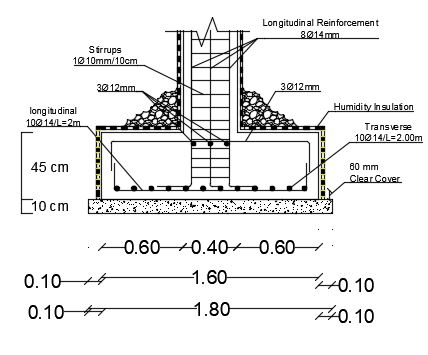 Longitudinal Reinforcement
8Ø14mm
Stirrups
1Ø10mm/10cm
3Ø12mm
3Ø12mm
longitudinal
10Ø14/L=2m
Humidity Insulation
Transverse
10Ø14/L=2.00m
45 cm
60 mm
Clear Cover
10 cm
0.60
0.40
0.60
0.10
1.60
0.10
0.10
1.80
0.10